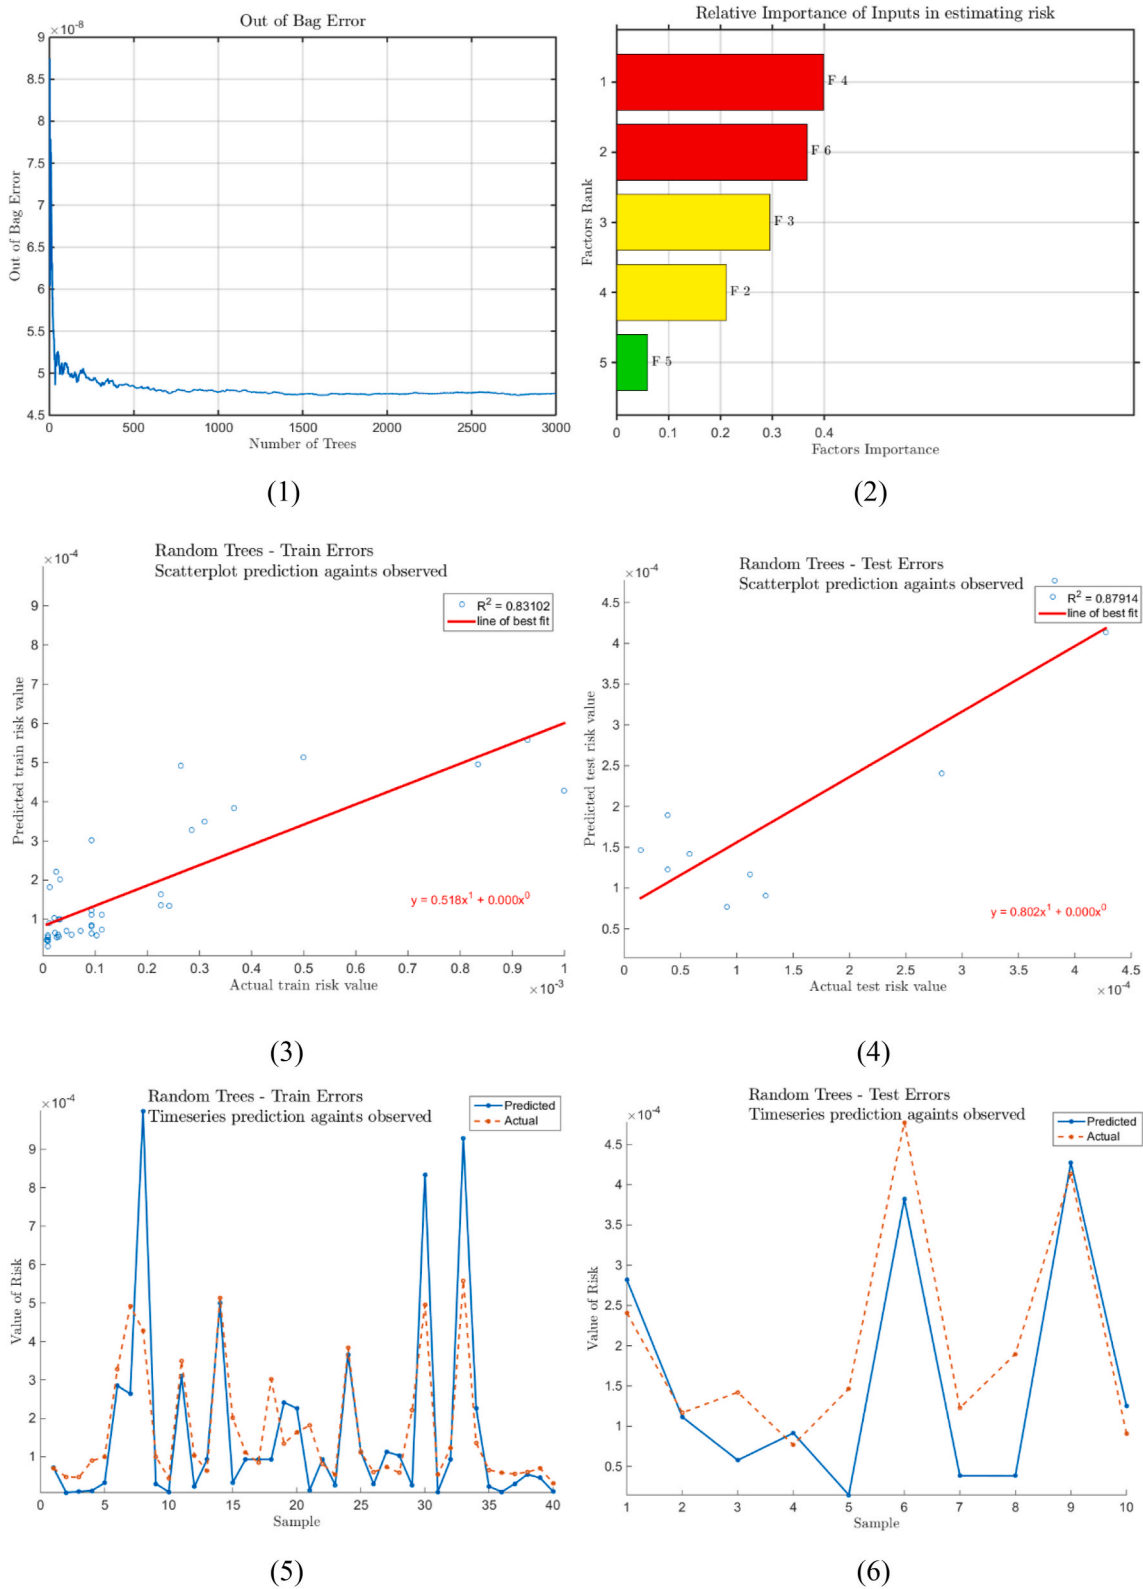 Out of Bag Error
×10-8
9
8.5
8
7.5
7
6.5
6
5.5
5
4.5
Out of Bag Error
0 500 1000 1500 2000 2500 3000
Number of Trees
(1)
Relative Importance of Inputs in estimating risk
Factors Rank
1 F 4
2 F 6
3 F 3
4 F 2
5 F 5
0 0.1 0.2 0.3 0.4
Factors Importance
(2)
Random Trees - Train Errors
Scatterplot prediction againts observed
×10-4
R2 = 0.83102
line of best fit
9
8
7
6
5
4
3
2
1
Predicted train risk value
y = 0.518x1 + 0.000x0
0 0.1 0.2 0.3 0.4 0.5 0.6 0.7 0.8 0.9 1
Actual train risk value
×10-3
(3)
Random Trees - Test Errors
Scatterplot prediction againts observed
×10-4
R2 = 0.87914
line of best fit
4.5
4
3.5
3
2.5
2
1.5
1
0.5
Predicted test risk value
y = 0.802x1 + 0.000x0
0 0.5 1 1.5 2 2.5 3 3.5 4 4.5
Actual test risk value
×10-4
(4)
Random Trees - Train Errors
Timeseries prediction againts observed
×10-4
Predicted
Actual
9
8
7
6
5
4
3
2
1
Value of Risk
0 5 10 15 20 25 30 35 40
Sample
(5)
Random Trees - Test Errors
Timeseries prediction againts observed
×10-4
Predicted
Actual
4.5
4
3.5
3
2.5
2
1.5
1
0.5
Value of Risk
1 2 3 4 5 6 7 8 9 10
Sample
(6)